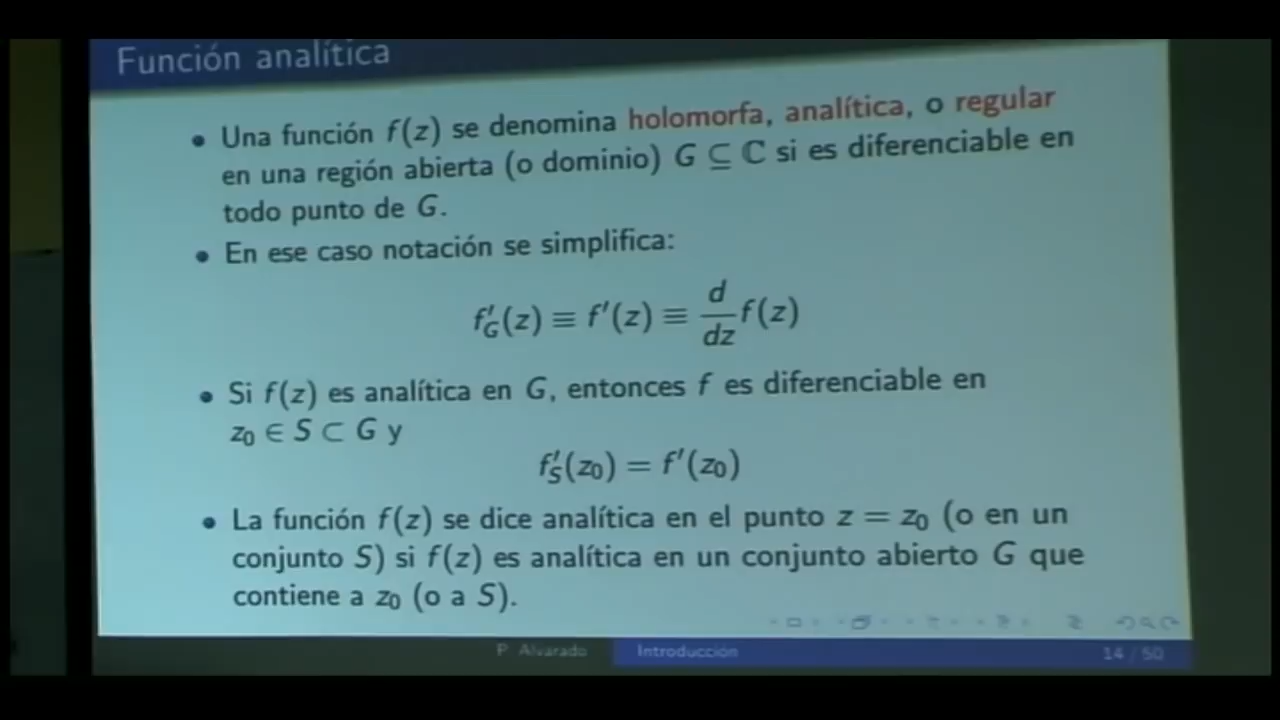 Función analítica
• Una función f(z) se denomina holomorfa, analítica, o regular
en una región abierta (o dominio) G ⊆ ℂ si es diferenciable en
todo punto de G.
• En ese caso notación se simplifica:
f′_G(z) ≡ f′(z) ≡ d/dz f(z)
• Si f(z) es analítica en G, entonces f es diferenciable en
z₀ ∈ S ⊂ G y
f′_S(z₀) = f′(z₀)
• La función f(z) se dice analítica en el punto z = z₀ (o en un
conjunto S) si f(z) es analítica en un conjunto abierto G que
contiene a z₀ (o a S).
P. Alvarado Introducción 14 / 50